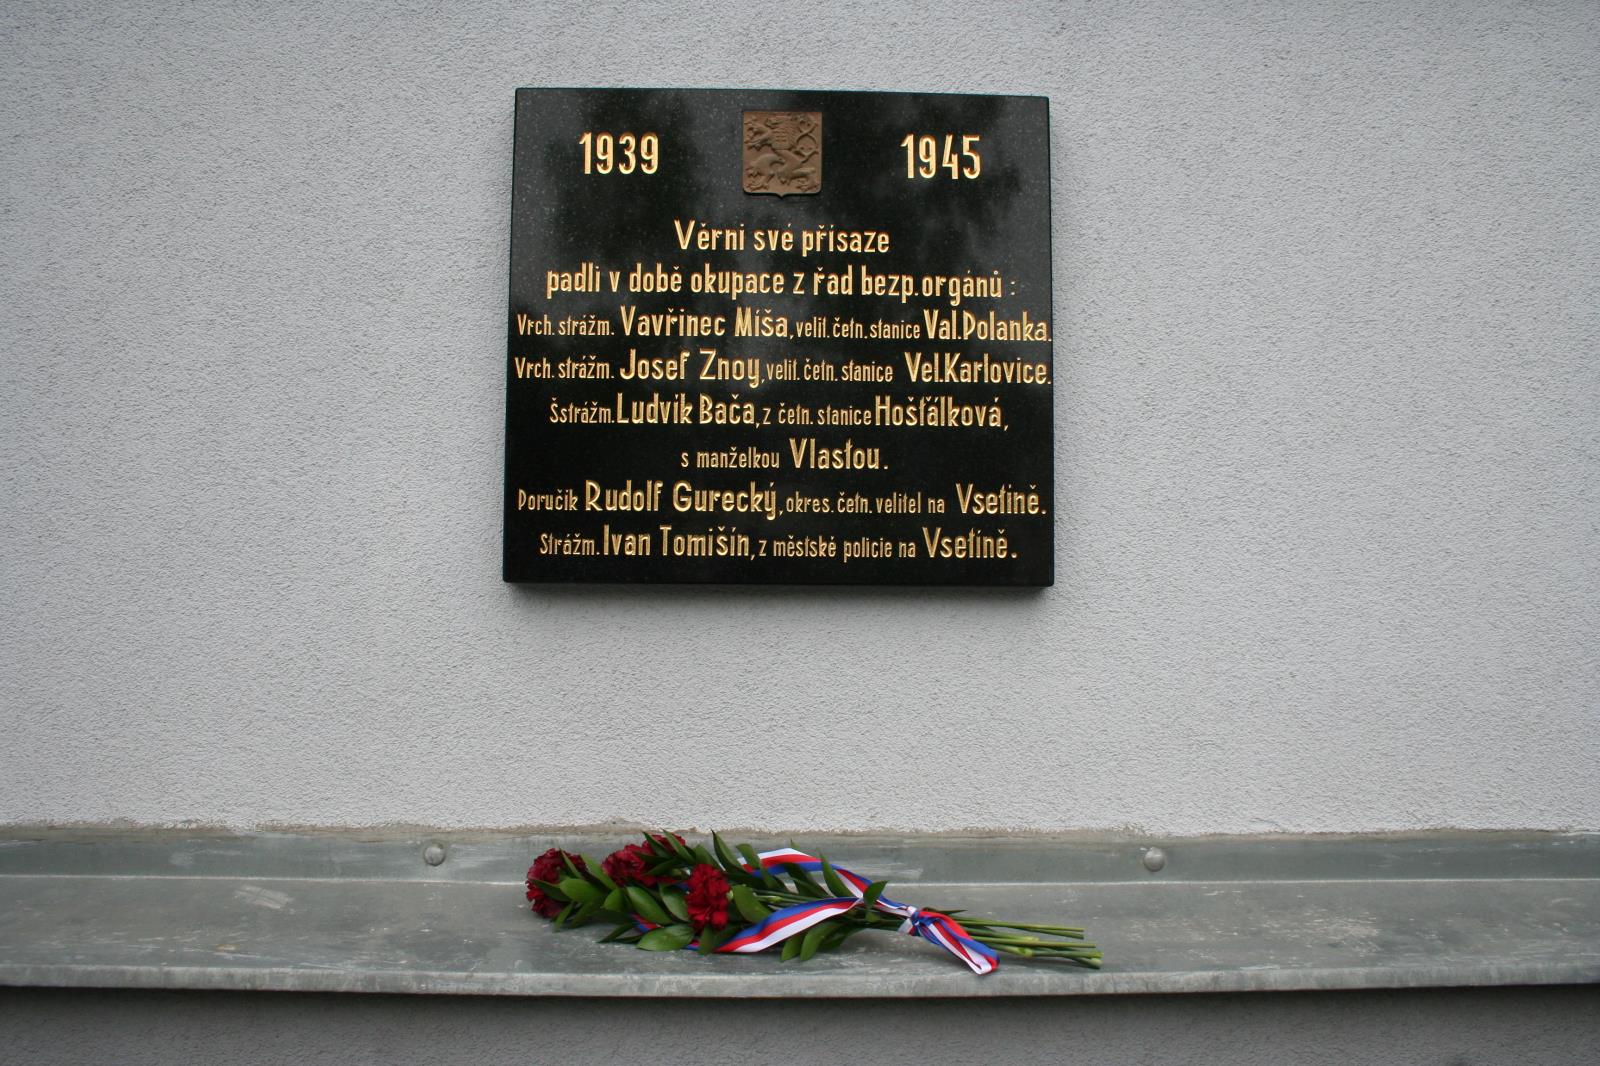 1939 1945
Věrni své přísaze
padli v době okupace z řad bezp. orgánů :
Vrch. strážm. Vavřinec Míša, velit. četn. stanice Val. Polanka.
Vrch. strážm. Josef Znoy, velit. četn. stanice Vel. Karlovice.
Šstrážm. Ludvík Bača, z četn. stanice Hošťálková,
s manželkou Vlastou.
Poručík Rudolf Gurecký, okres. četn. velitel na Vsetíně.
Strážm. Ivan Tomišín, z městské policie na Vsetíně.